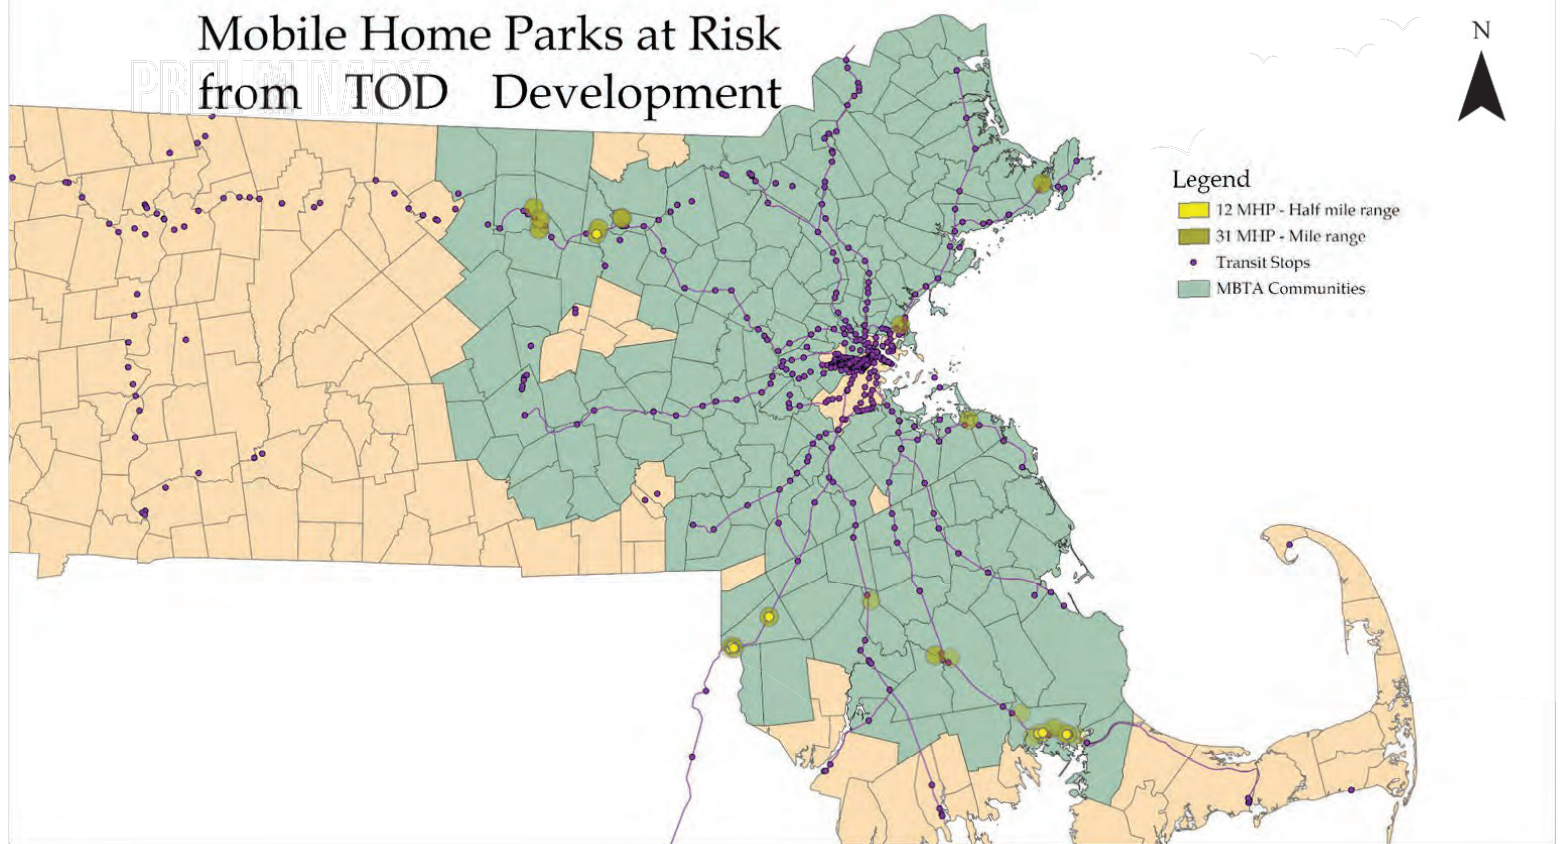 Mobile Home Parks at Risk
PRELIMINARY
from TOD Development
N
Legend
12 MHP - Half mile range
31 MHP - Mile range
Transit Stops
MBTA Communities